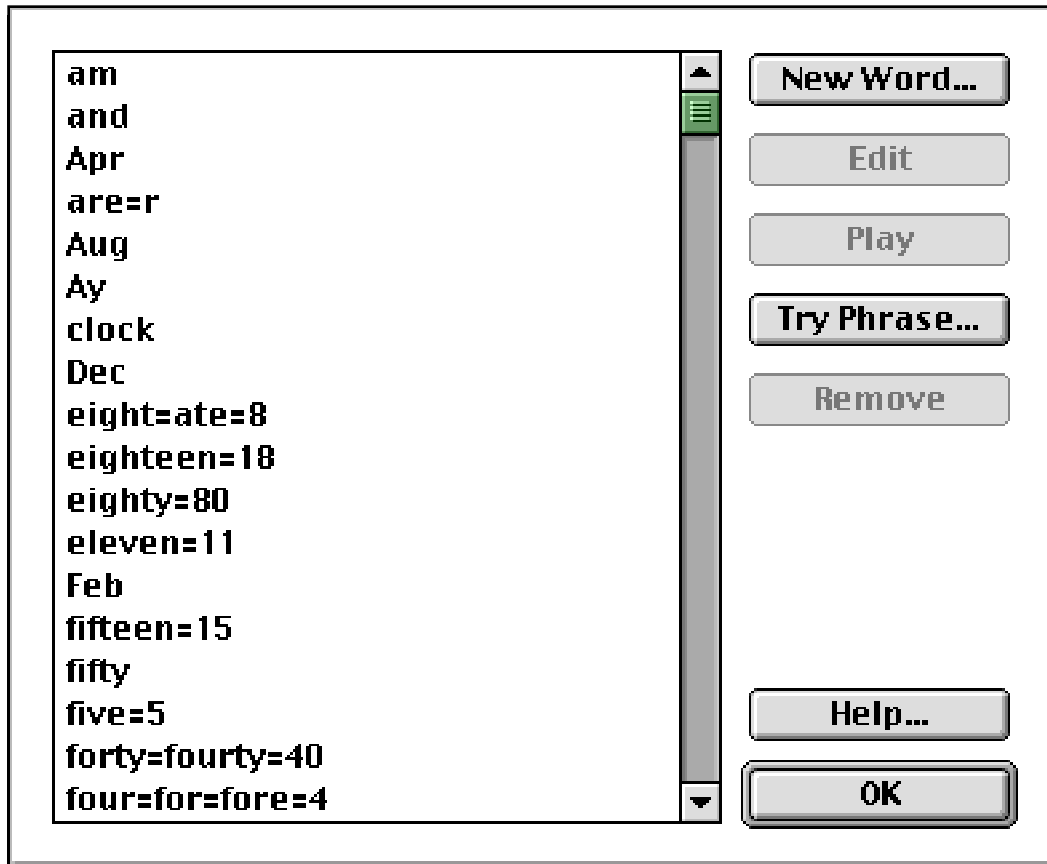 am
and
Apr
are=r
Aug
Ay
clock
Dec
eight=ate=8
eighteen=18
eighty=80
eleven=11
Feb
fifteen=15
fifty
five=5
forty=fourty=40
four=for=fore=4
New Word...
Edit
Play
Try Phrase...
Remove
Help...
OK